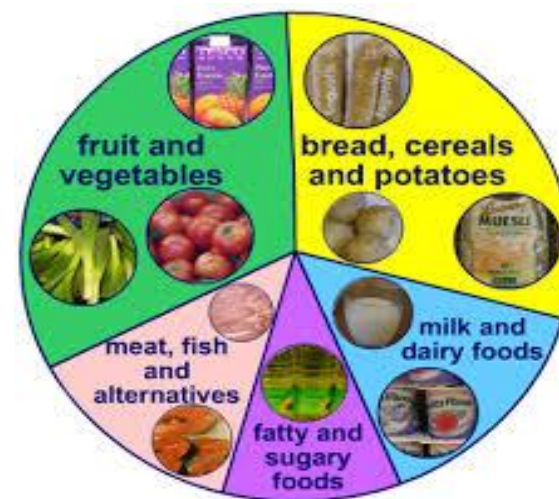 fruit and
vegetables
bread, cereals
and potatoes
MUESLI
milk and
dairy foods
meat, fish
and
alternatives
fatty and
sugary
foods